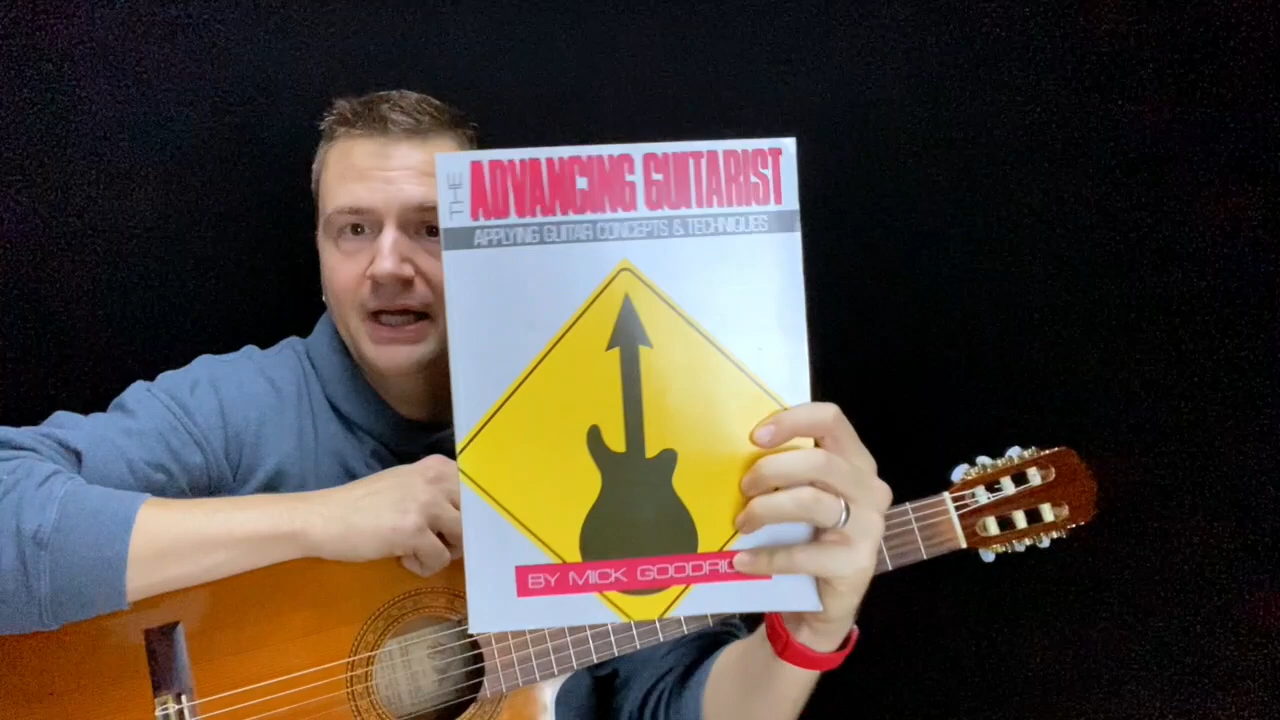 THE ADVANCING GUITARIST
APPLYING GUITAR CONCEPTS & TECHNIQUES
BY MICK